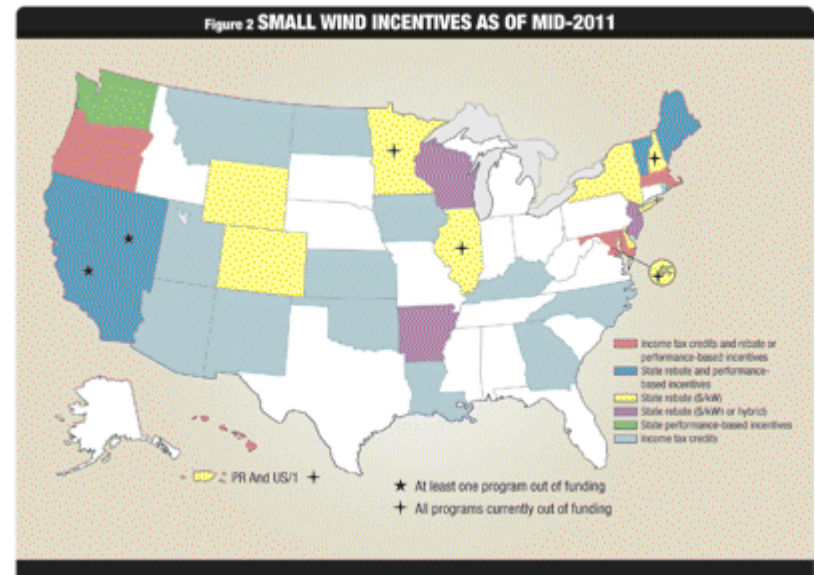 Figure 2 SMALL WIND INCENTIVES AS OF MID-2011
Income tax credits and rebate or
performance-based incentives
State rebate and performance-
based incentives
State rebate ($/kW)
State rebate ($/kWh or hybrid)
State performance-based incentives
Income tax credits
PR And US/1
At least one program out of funding
All programs currently out of funding